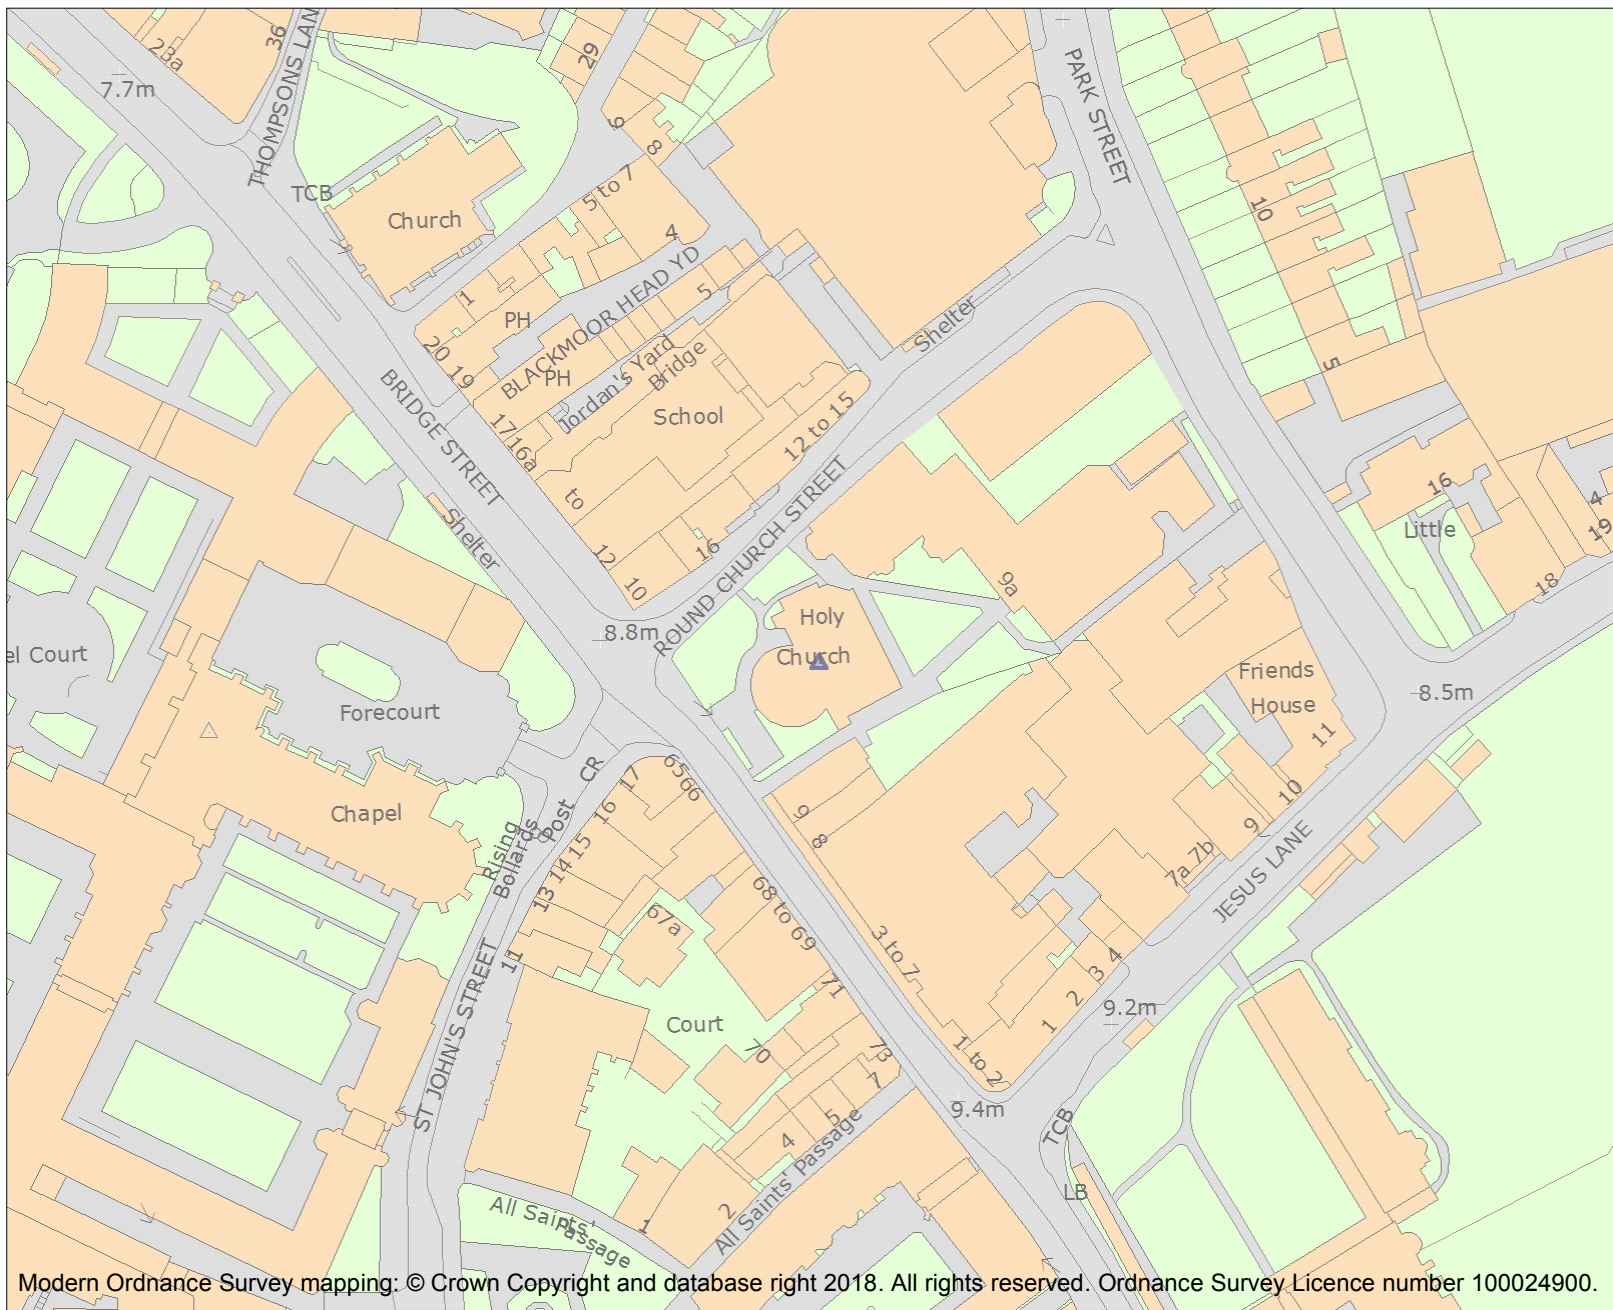 23a
36
THOMPSONS LAN
7.7m
29
PARK STREET
9
8
5 to 7
TCB
Church
4
10
BLACKMOOR HEAD YD
1
PH
5
20
19
PH
Jordan's Yard
Bridge
Shelter
BRIDGE STREET
School
12 to 15
5
17
16a
to
12
10
16
ROUND CHURCH STREET
Shelter
16
Little
4
19
18
9a
8.8m
Holy
Church
el Court
Forecourt
Friends
House
8.5m
11
CR
17
65
66
Chapel
16
Post
Rising
Bollards
15
14
13
9
8
10
9
7a 7b
JESUS LANE
68 to 69
67a
11
3 to 7
4
3
2
1
9.2m
71
ST JOHN'S STREET
Court
70
73
1 to 2
7
5
4
9.4m
TCB
All Saints' Passage
LB
2
1
All Saints'
Passage
Modern Ordnance Survey mapping: © Crown Copyright and database right 2018. All rights reserved. Ordnance Survey Licence number 100024900.